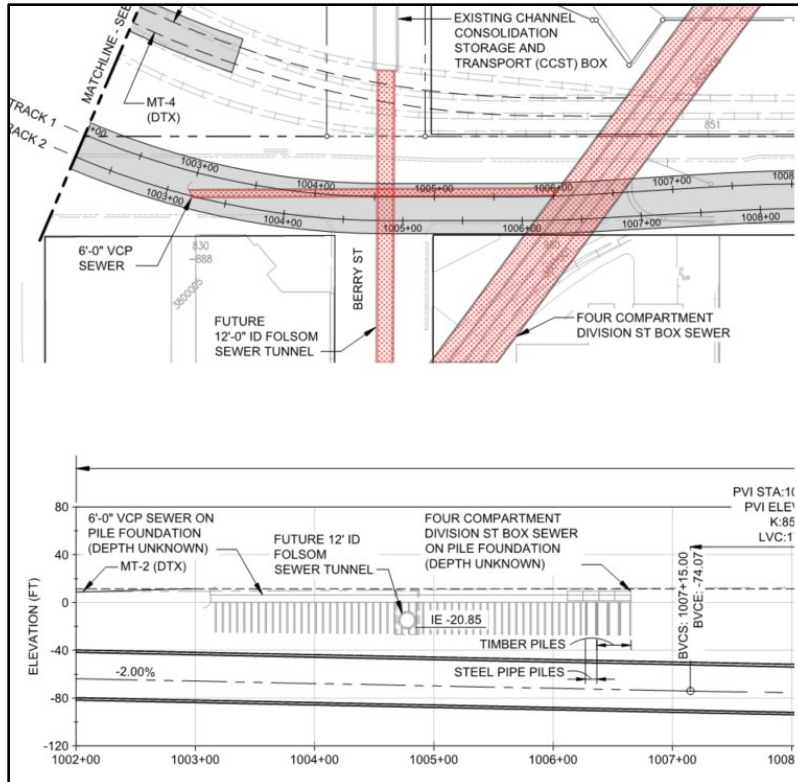 MATCHLINE - SEE
EXISTING CHANNEL
CONSOLIDATION
STORAGE AND
TRANSPORT (CCST) BOX
MT-4
(DTX)
TRACK 1
RACK 2
+00
851
1003+00
1004+00
1005+00
1006+00
1007+00
1008
1003+00
1004+00
1005+00
1006+00
1007+00
1008+00
6'-0" VCP
SEWER
830
-888
3800005
BERRY ST
FUTURE
12'-0" ID FOLSOM
SEWER TUNNEL
FOUR COMPARTMENT
DIVISION ST BOX SEWER
PVI STA:10
PVI ELEV
K:85
LVC:1
6'-0" VCP SEWER ON
PILE FOUNDATION
(DEPTH UNKNOWN)
MT-2 (DTX)
FUTURE 12' ID
FOLSOM
SEWER TUNNEL
FOUR COMPARTMENT
DIVISION ST BOX SEWER
ON PILE FOUNDATION
(DEPTH UNKNOWN)
BVCS: 1007+15.00
BVCE: -74.07
IE -20.85
TIMBER PILES
STEEL PIPE PILES
-2.00%
ELEVATION (FT)
80
40
0
-40
-80
-120
1002+00
1003+00
1004+00
1005+00
1006+00
1007+00
1008